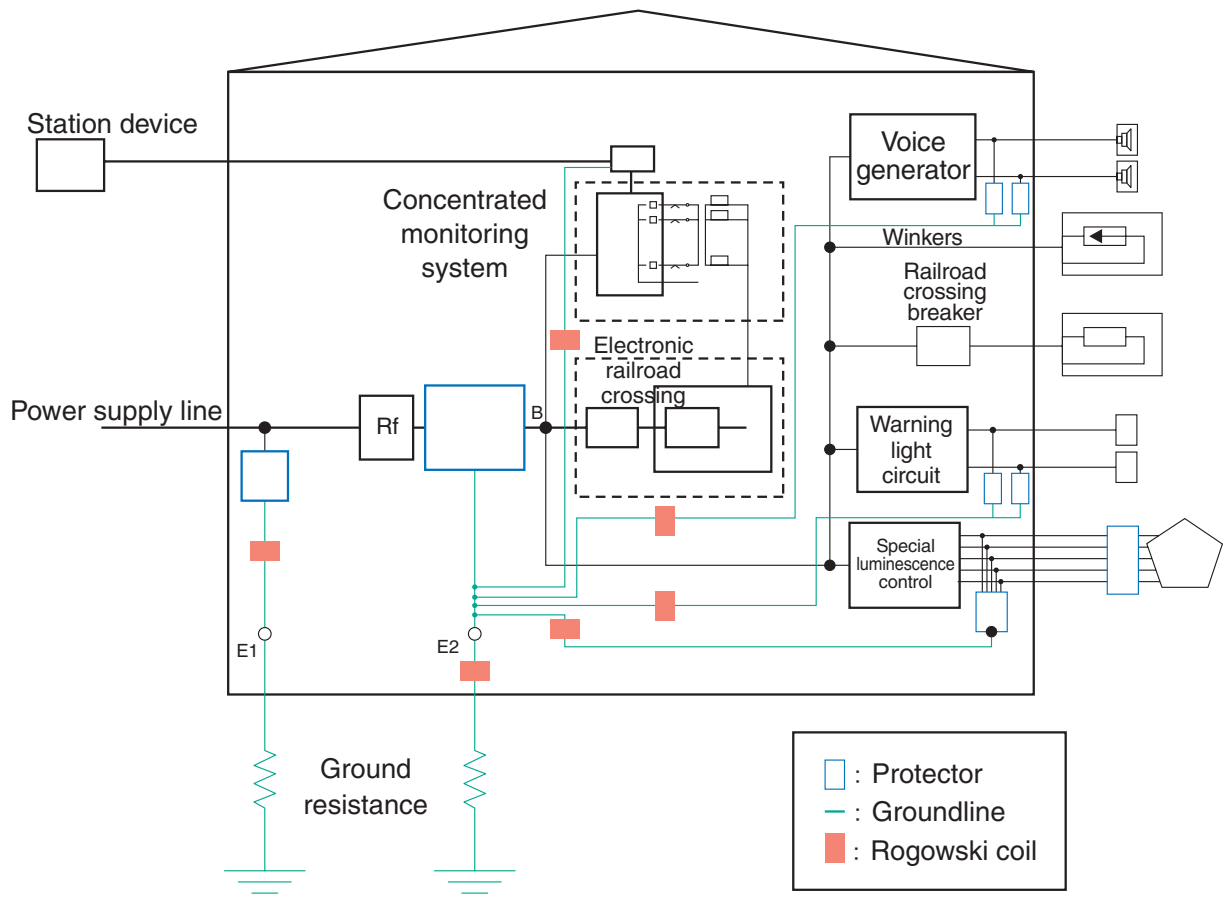 Station device
Concentrated
monitoring
system
Voice
generator
Winkers
Railroad
crossing
breaker
Electronic
railroad
crossing
Power supply line
Rf
B
Warning
light
circuit
Special
luminescence
control
E1
E2
Ground
resistance
: Protector
: Groundline
: Rogowski coil